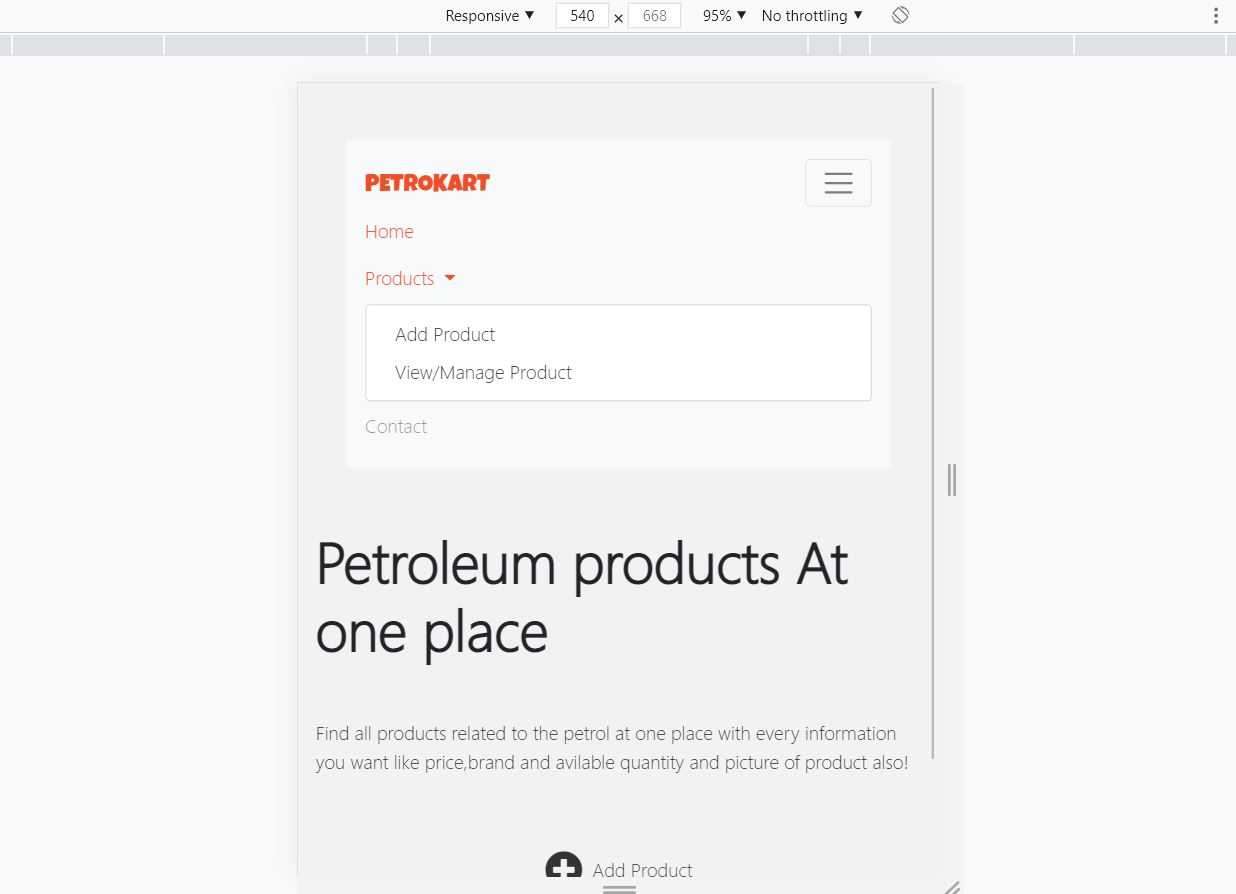 Responsive ▼ 540 × 668 95% ▼ No throttling ▼
PETROKART
Home
Products
Add Product
View/Manage Product
Contact
Petroleum products At
one place
Find all products related to the petrol at one place with every information
you want like price,brand and avilable quantity and picture of product also!
Add Product